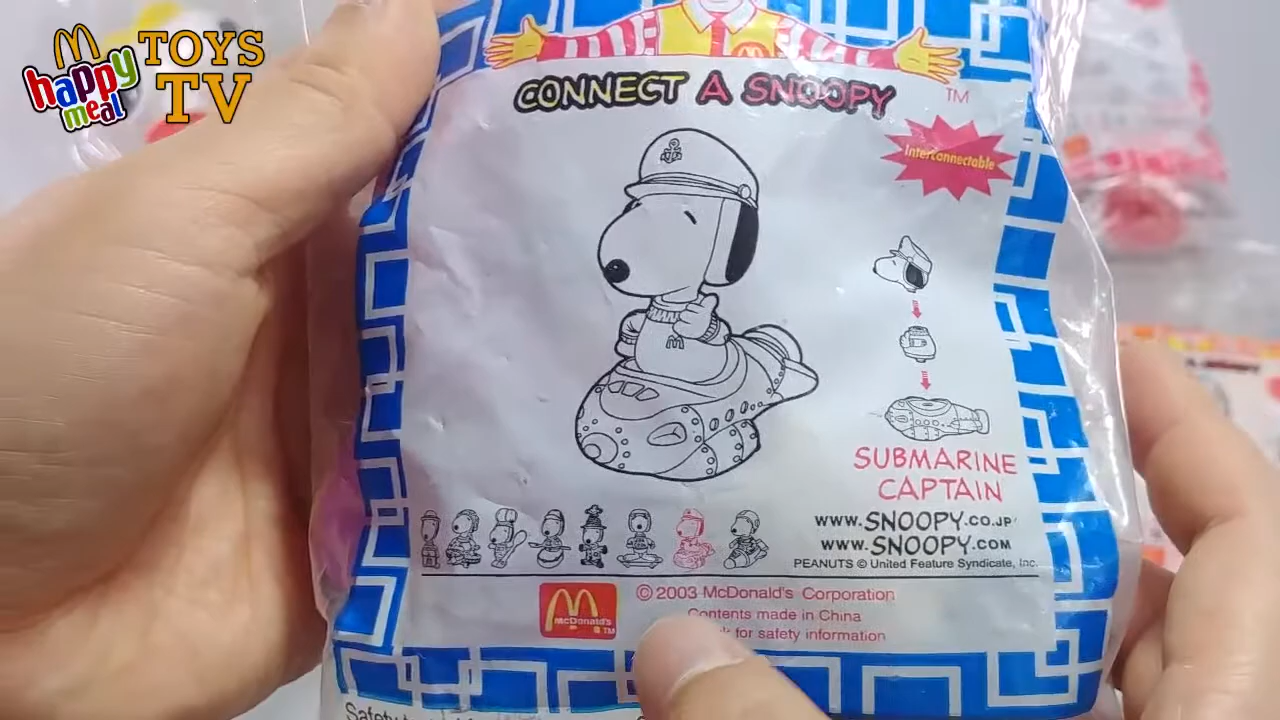 happy
meal
TOYS
TV
CONNECT A SNOOPY
TM
Interconnectable
SUBMARINE
CAPTAIN
WWW.SNOOPY.CO.JP
WWW.SNOOPY.COM
PEANUTS © United Feature Syndicate, Inc.
McDonald's TM
© 2003 McDonald's Corporation
Contents made in China
for safety information